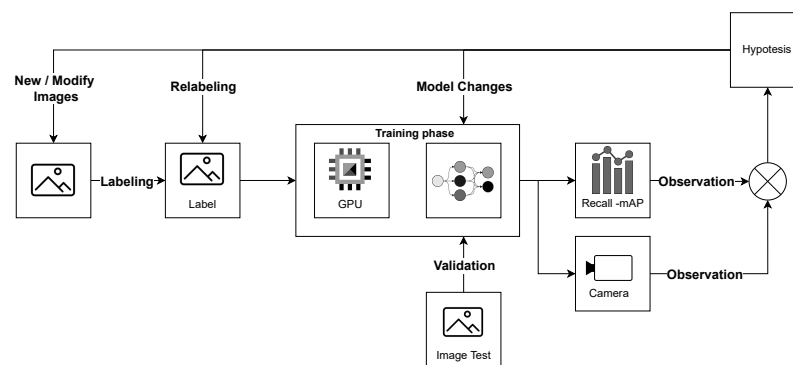 Hypotesis
New / Modify
Images
Relabeling
Model Changes
Training phase
Labeling
Label
GPU
Recall -mAP
Observation
Validation
Camera
Observation
Image Test